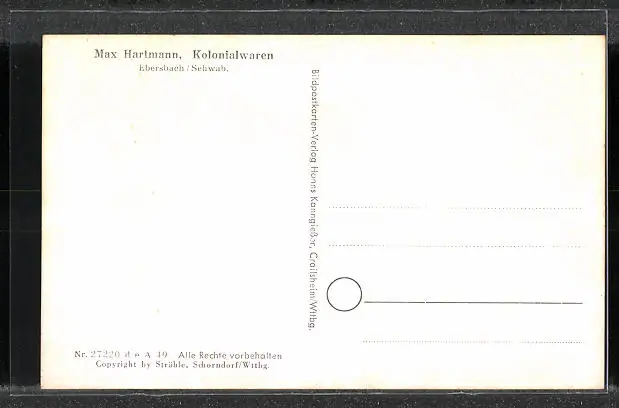 Max Hartmann, Kolonialwaren
Ebersbach/Schwab.
Bildpostkarten-Verlag Hanns Kanngießer, Crailsheim/Wttbg.
Nr. 27220 d e A 49 Alle Rechte vorbehalten
Copyright by Strähle, Schorndorf/Wttbg.